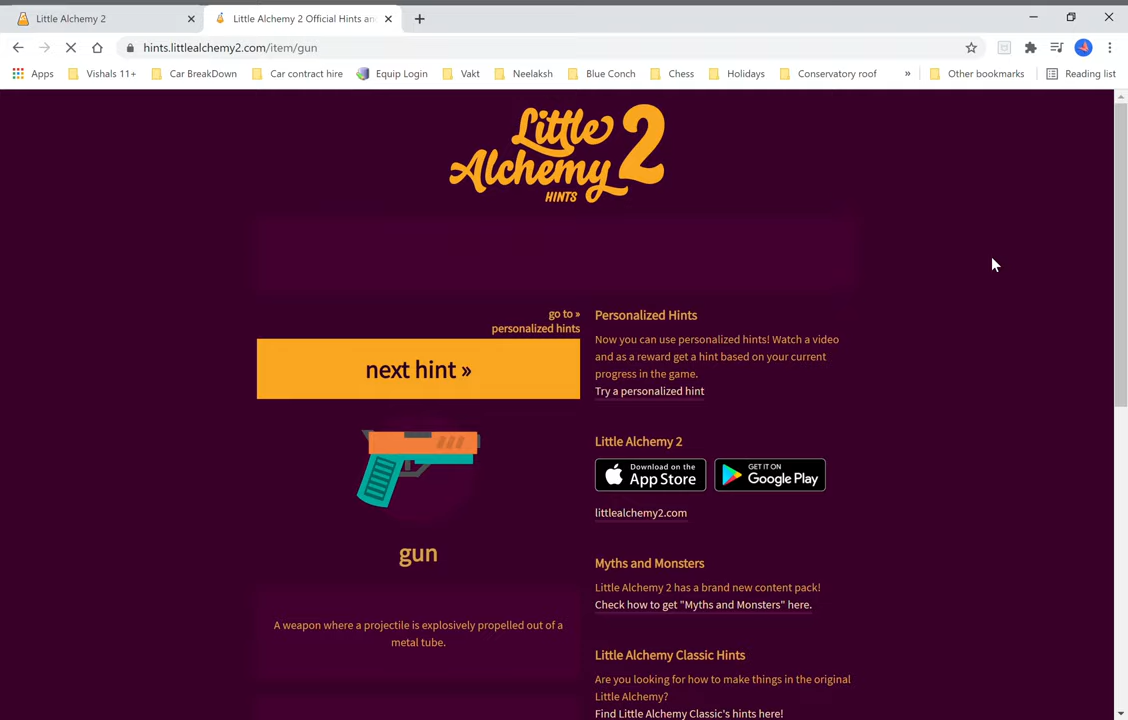 Little Alchemy 2
Little Alchemy 2 Official Hints an
hints.littlealchemy2.com/item/gun
Apps
Vishals 11+
Car BreakDown
Car contract hire
Equip Login
Vakt
Neelaksh
Blue Conch
Chess
Holidays
Conservatory roof
»
Other bookmarks
Reading list
Little
Alchemy 2
HINTS
go to »
personalized hints
next hint »
gun
A weapon where a projectile is explosively propelled out of a
metal tube.
Personalized Hints
Now you can use personalized hints! Watch a video
and as a reward get a hint based on your current
progress in the game.
Try a personalized hint
Little Alchemy 2
Download on the
App Store
GET IT ON
Google Play
littlealchemy2.com
Myths and Monsters
Little Alchemy 2 has a brand new content pack!
Check how to get "Myths and Monsters" here.
Little Alchemy Classic Hints
Are you looking for how to make things in the original
Little Alchemy?
Find Little Alchemy Classic's hints here!